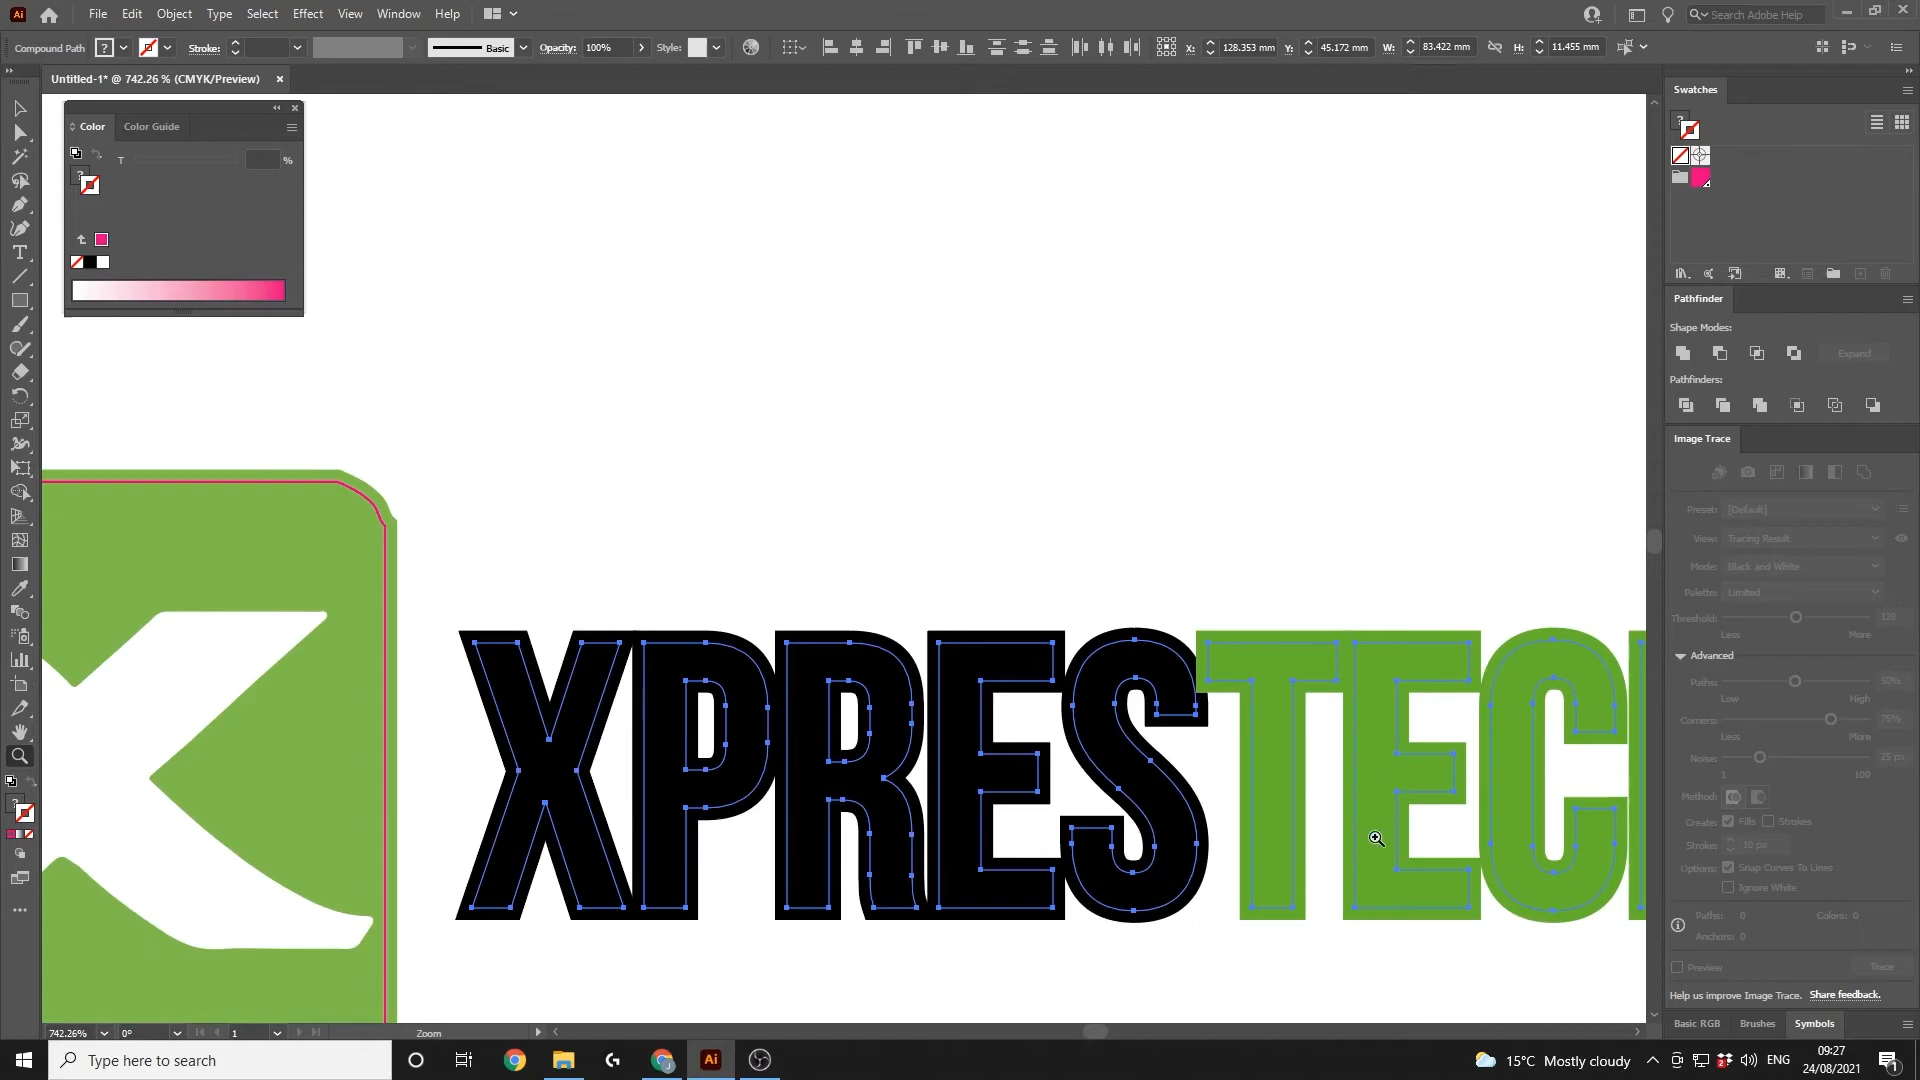 Ai File Edit Object Type Select Effect View Window Help Search Adobe Help
Compound Path ? Stroke: Basic Opacity: 100% Style: X: 128.353 mm Y: 45.172 mm W: 83.422 mm H: 11.455 mm
Untitled-1* @ 742.26 % (CMYK/Preview)
Color Color Guide
T %
?
Swatches
?
Pathfinder
Shape Modes:
Expand
Pathfinders:
Image Trace
Preset: [Default]
View: Tracing Result
Mode: Black and White
Palette: Limited
Threshold: 128
Less More
Advanced
Paths: 50%
Low High
Corners: 75%
Less More
Noise: 25 px
1 100
Method:
Create: Fills Strokes
Strokes: 10 px
Options: Snap Curves To Lines
Ignore White
Paths: 0 Colors: 0
Anchors: 0
Preview Trace
Help us improve Image Trace. Share feedback.
Basic RGB Brushes Symbols
XPRESTEC
742.26% 0° 1 Zoom
Type here to search
Ai
15°C Mostly cloudy ENG 09:27
24/08/2021
1